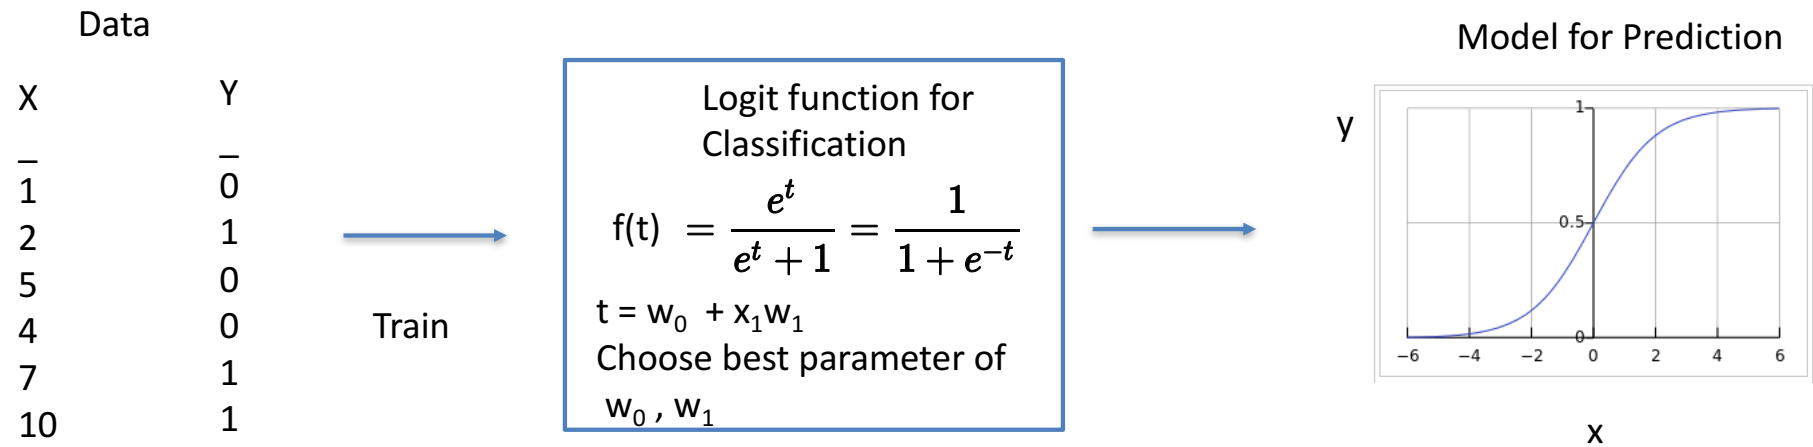 Data
X Y
_ _
1 0
2 1
5 0
4 0
7 1
10 1
Train
Logit function for
Classification
f(t) = e^t / (e^t + 1) = 1 / (1 + e^{-t})
t = w₀ + x₁w₁
Choose best parameter of
w₀ , w₁
Model for Prediction
y
1
0.5
0
−6 −4 −2 0 2 4 6
x